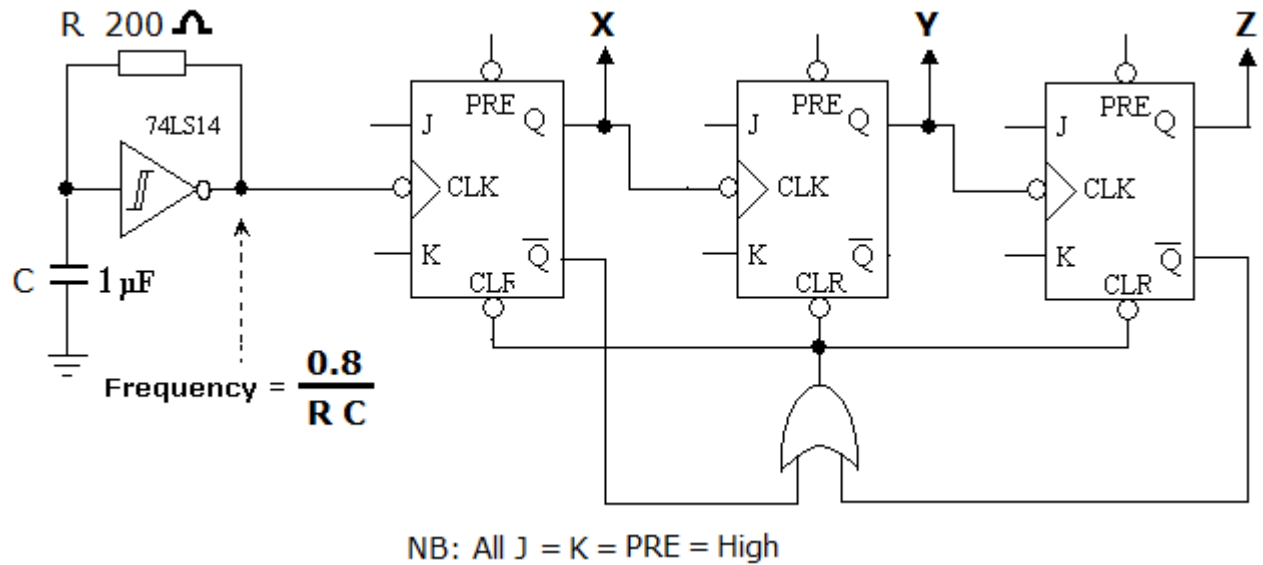 R 200 Ω
74LS14
C 1 μF
Frequency = 0.8 / R C
X
Y
Z
PRE
J
Q
CLK
K
Q̅
CLR
PRE
J
Q
CLK
K
Q̅
CLR
PRE
J
Q
CLK
K
Q̅
CLR
NB: All J = K = PRE = High